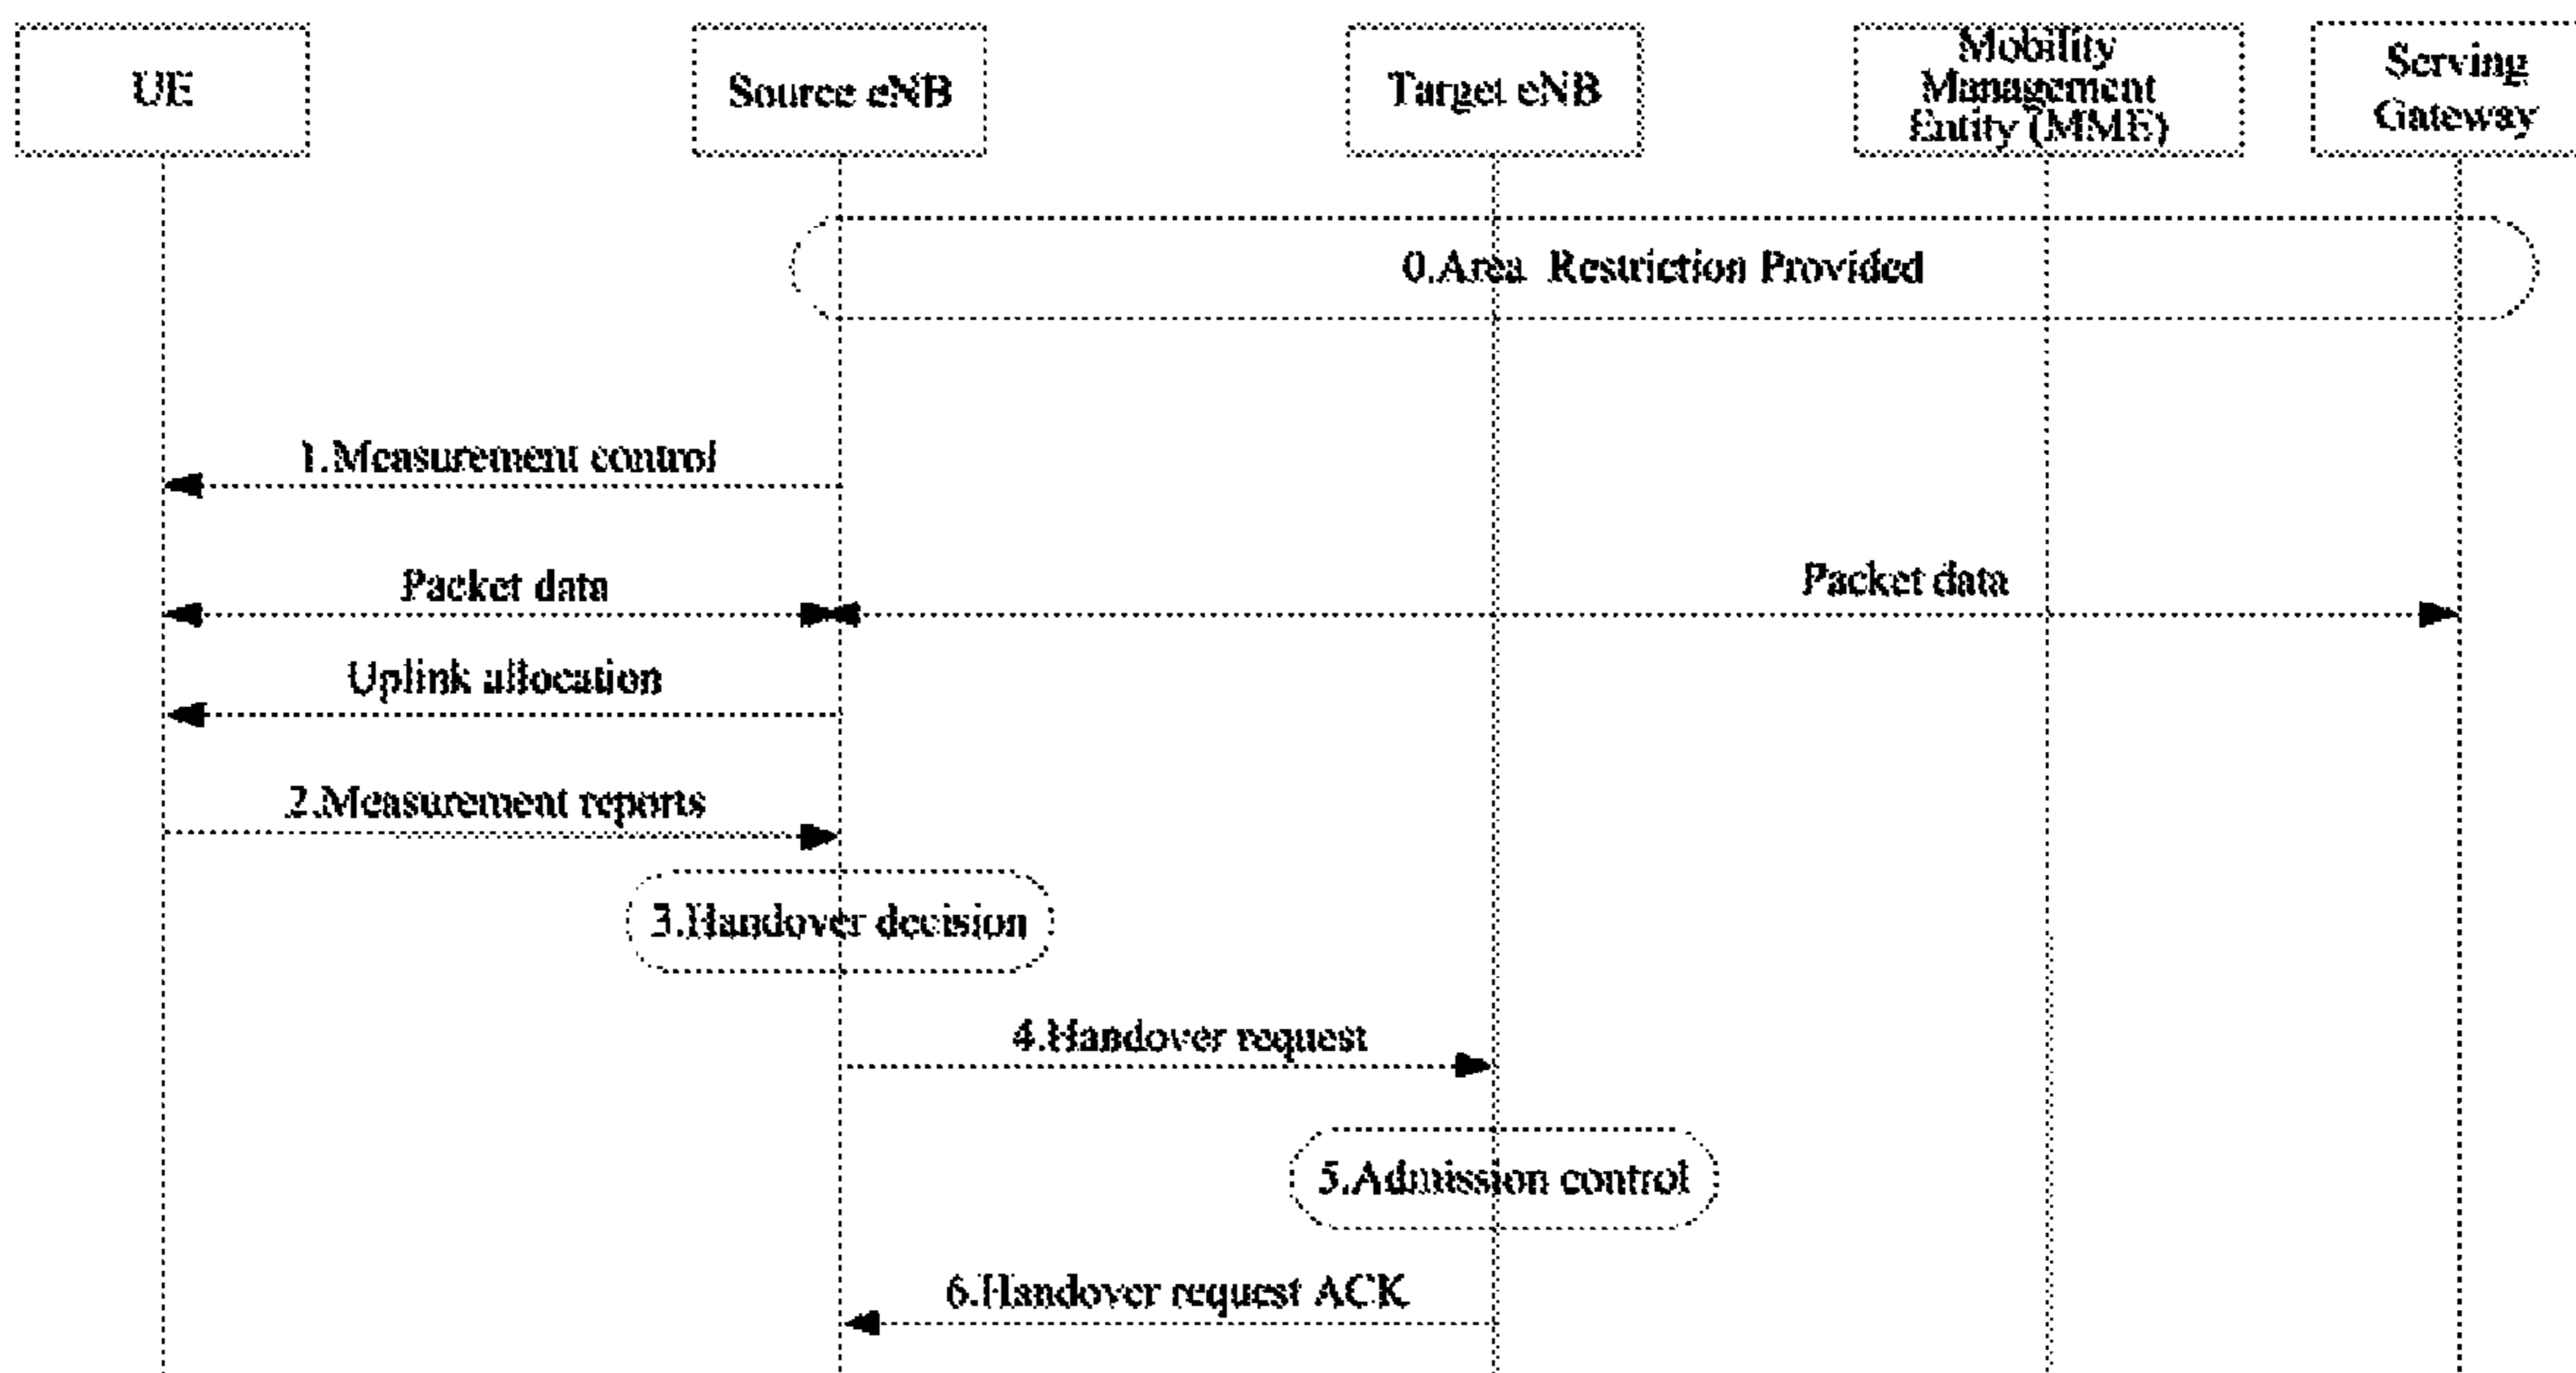 UE
Source eNB
Target eNB
Mobility
Management
Entity (MME)
Serving
Gateway
0.Area Restriction Provided
1.Measurement control
Packet data
Packet data
Uplink allocation
2.Measurement reports
3.Handover decision
4.Handover request
5.Admission control
6.Handover request ACK